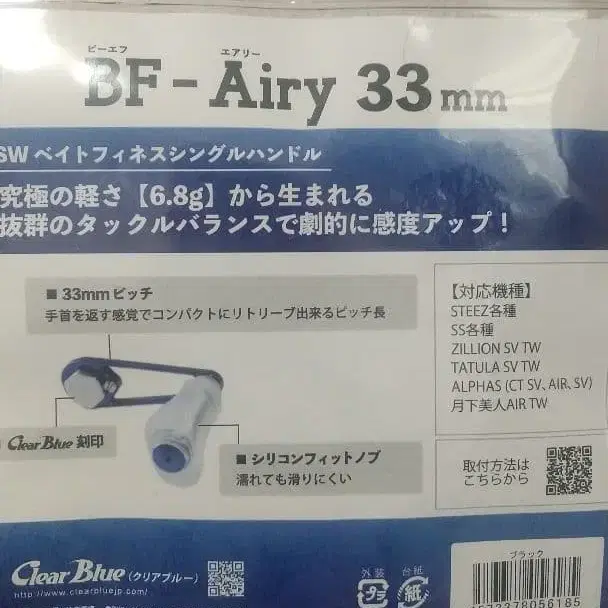 ビーエフ エアリー
BF - Airy 33mm
SW ベイトフィネスシングルハンドル
究極の軽さ【6.8g】から生まれる
抜群のタックルバランスで劇的に感度アップ！
■ 33mm ピッチ
手首を返す感覚でコンパクトにリトリーブ出来るピッチ長
【対応機種】
STEEZ各種
SS各種
ZILLION SV TW
TATULA SV TW
ALPHAS (CT SV、AIR、SV)
月下美人AIR TW
Clear Blue 刻印
■ シリコンフィットノブ
濡れても滑りにくい
取付方法は
こちらから
Clear Blue (クリアブルー)
http://www.clearbluejp.com/
外装 台紙
プラ 紙
ブラック